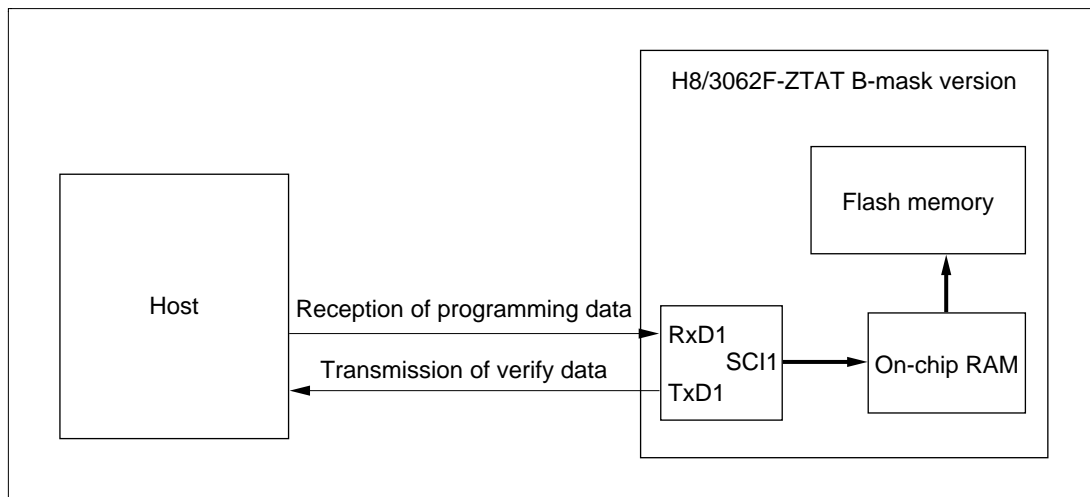 H8/3062F-ZTAT B-mask version
Flash memory
Host
Reception of programming data
RxD1
SCI1
On-chip RAM
Transmission of verify data
TxD1